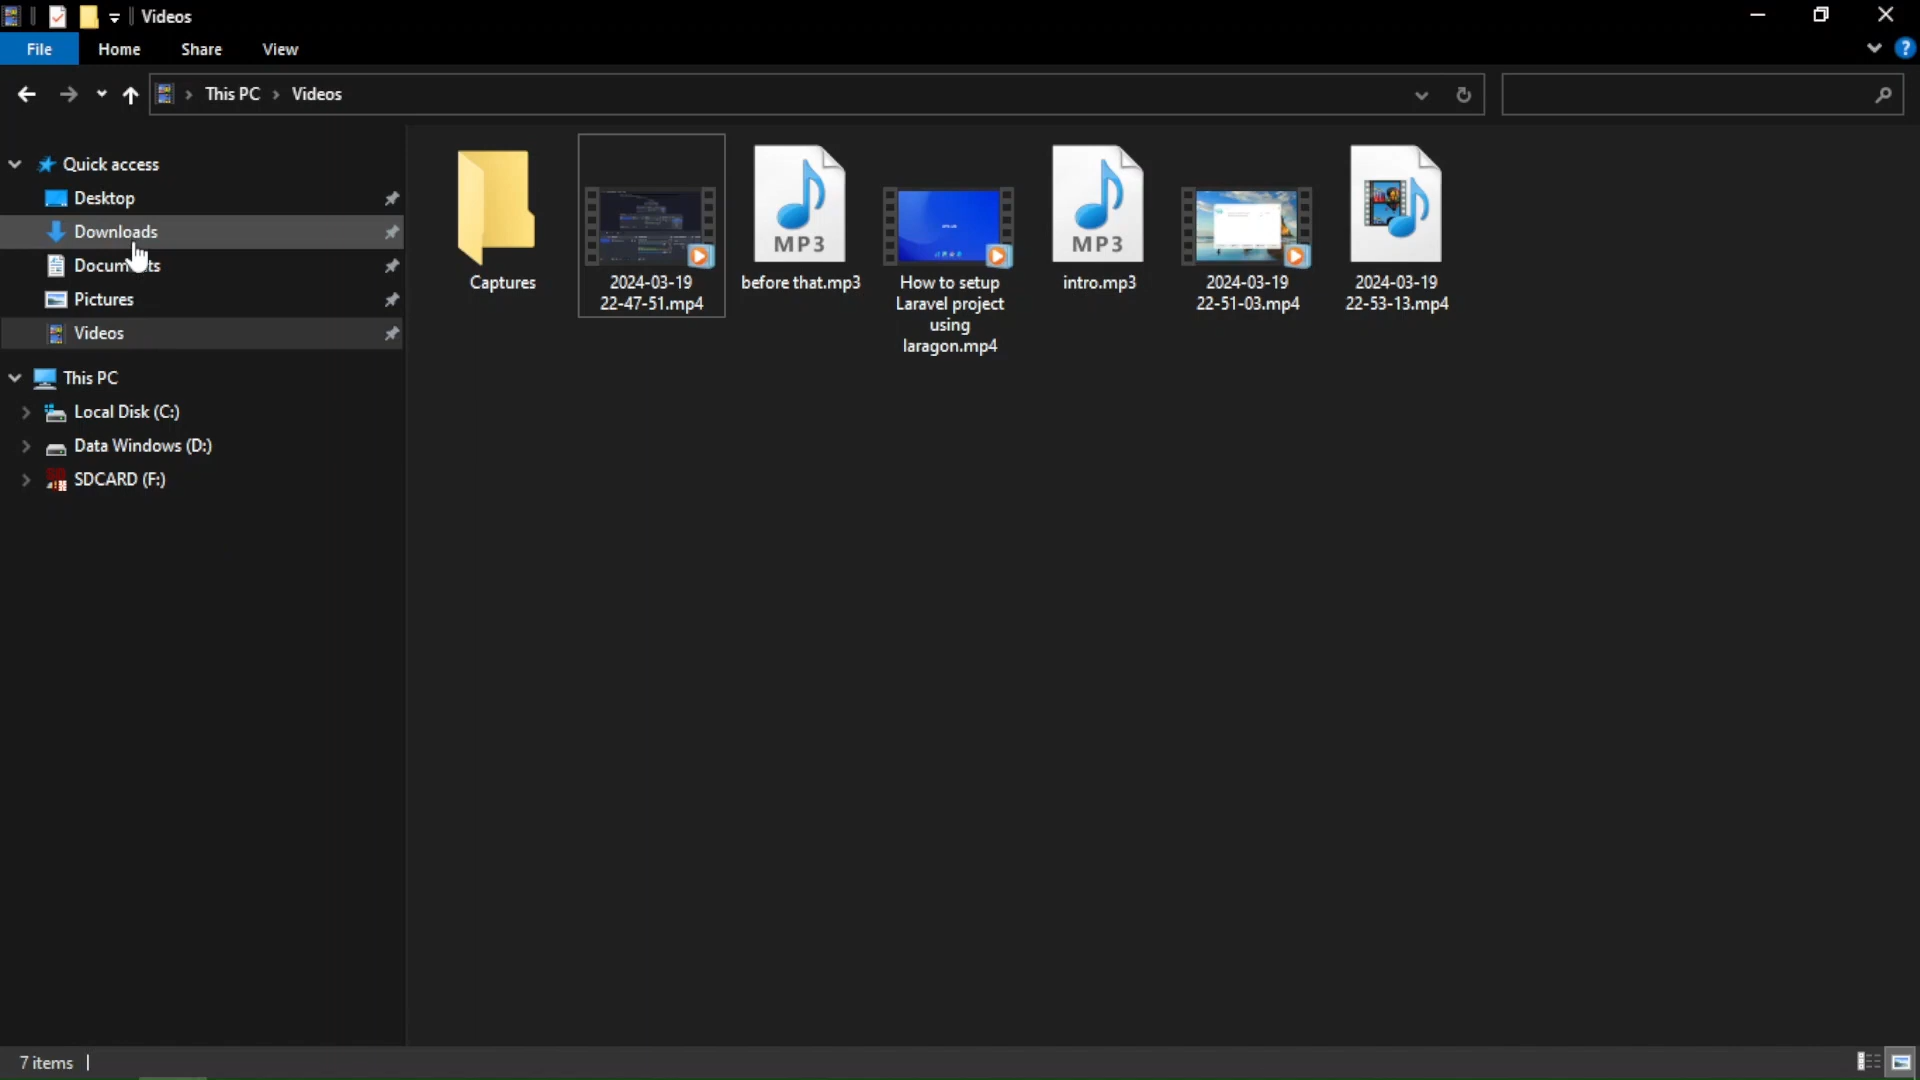 Videos
File Home Share View
This PC Videos
Quick access
Desktop
Downloads
Documents
Pictures
Videos
This PC
Local Disk (C:)
Data Windows (D:)
SDCARD (F:)
Captures
2024-03-19
22-47-51.mp4
MP3
before that.mp3
How to setup
Laravel project
using
laragon.mp4
MP3
intro.mp3
2024-03-19
22-51-03.mp4
2024-03-19
22-53-13.mp4
7 items